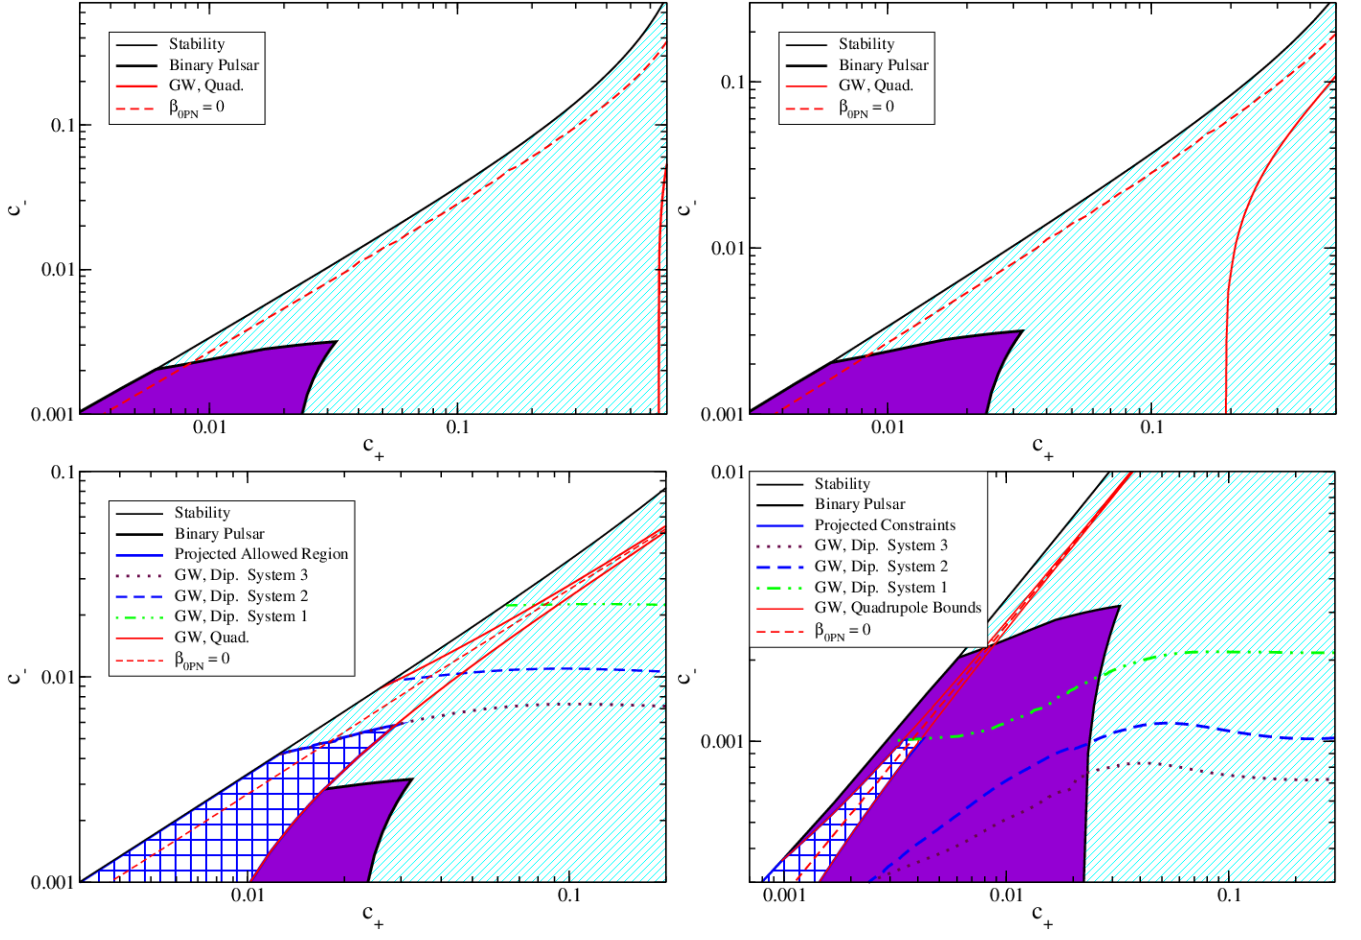 Stability
Binary Pulsar
GW, Quad.
β0PN = 0
0.1
0.01
0.001
0.01
0.1
c-
c+
Stability
Binary Pulsar
GW, Quad.
β0PN = 0
0.1
0.01
0.001
0.01
0.1
c-
c+
Stability
Binary Pulsar
Projected Allowed Region
GW, Dip. System 3
GW, Dip. System 2
GW, Dip. System 1
GW, Quad.
β0PN = 0
0.1
0.01
0.001
0.01
0.1
c-
c+
Stability
Binary Pulsar
Projected Constraints
GW, Dip. System 3
GW, Dip. System 2
GW, Dip. System 1
GW, Quadrupole Bounds
β0PN = 0
0.01
0.001
0.001
0.01
0.1
c-
c+